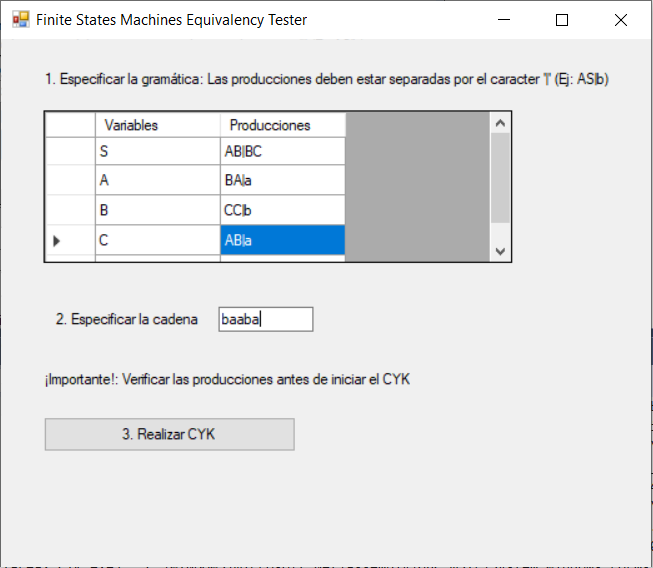 Finite States Machines Equivalency Tester
1. Especificar la gramática: Las producciones deben estar separadas por el caracter '|' (Ej: AS|b)
Variables Producciones
S AB|BC
A BA|a
B CC|b
C AB|a
2. Especificar la cadena baaba
¡Importante!: Verificar las producciones antes de iniciar el CYK
3. Realizar CYK